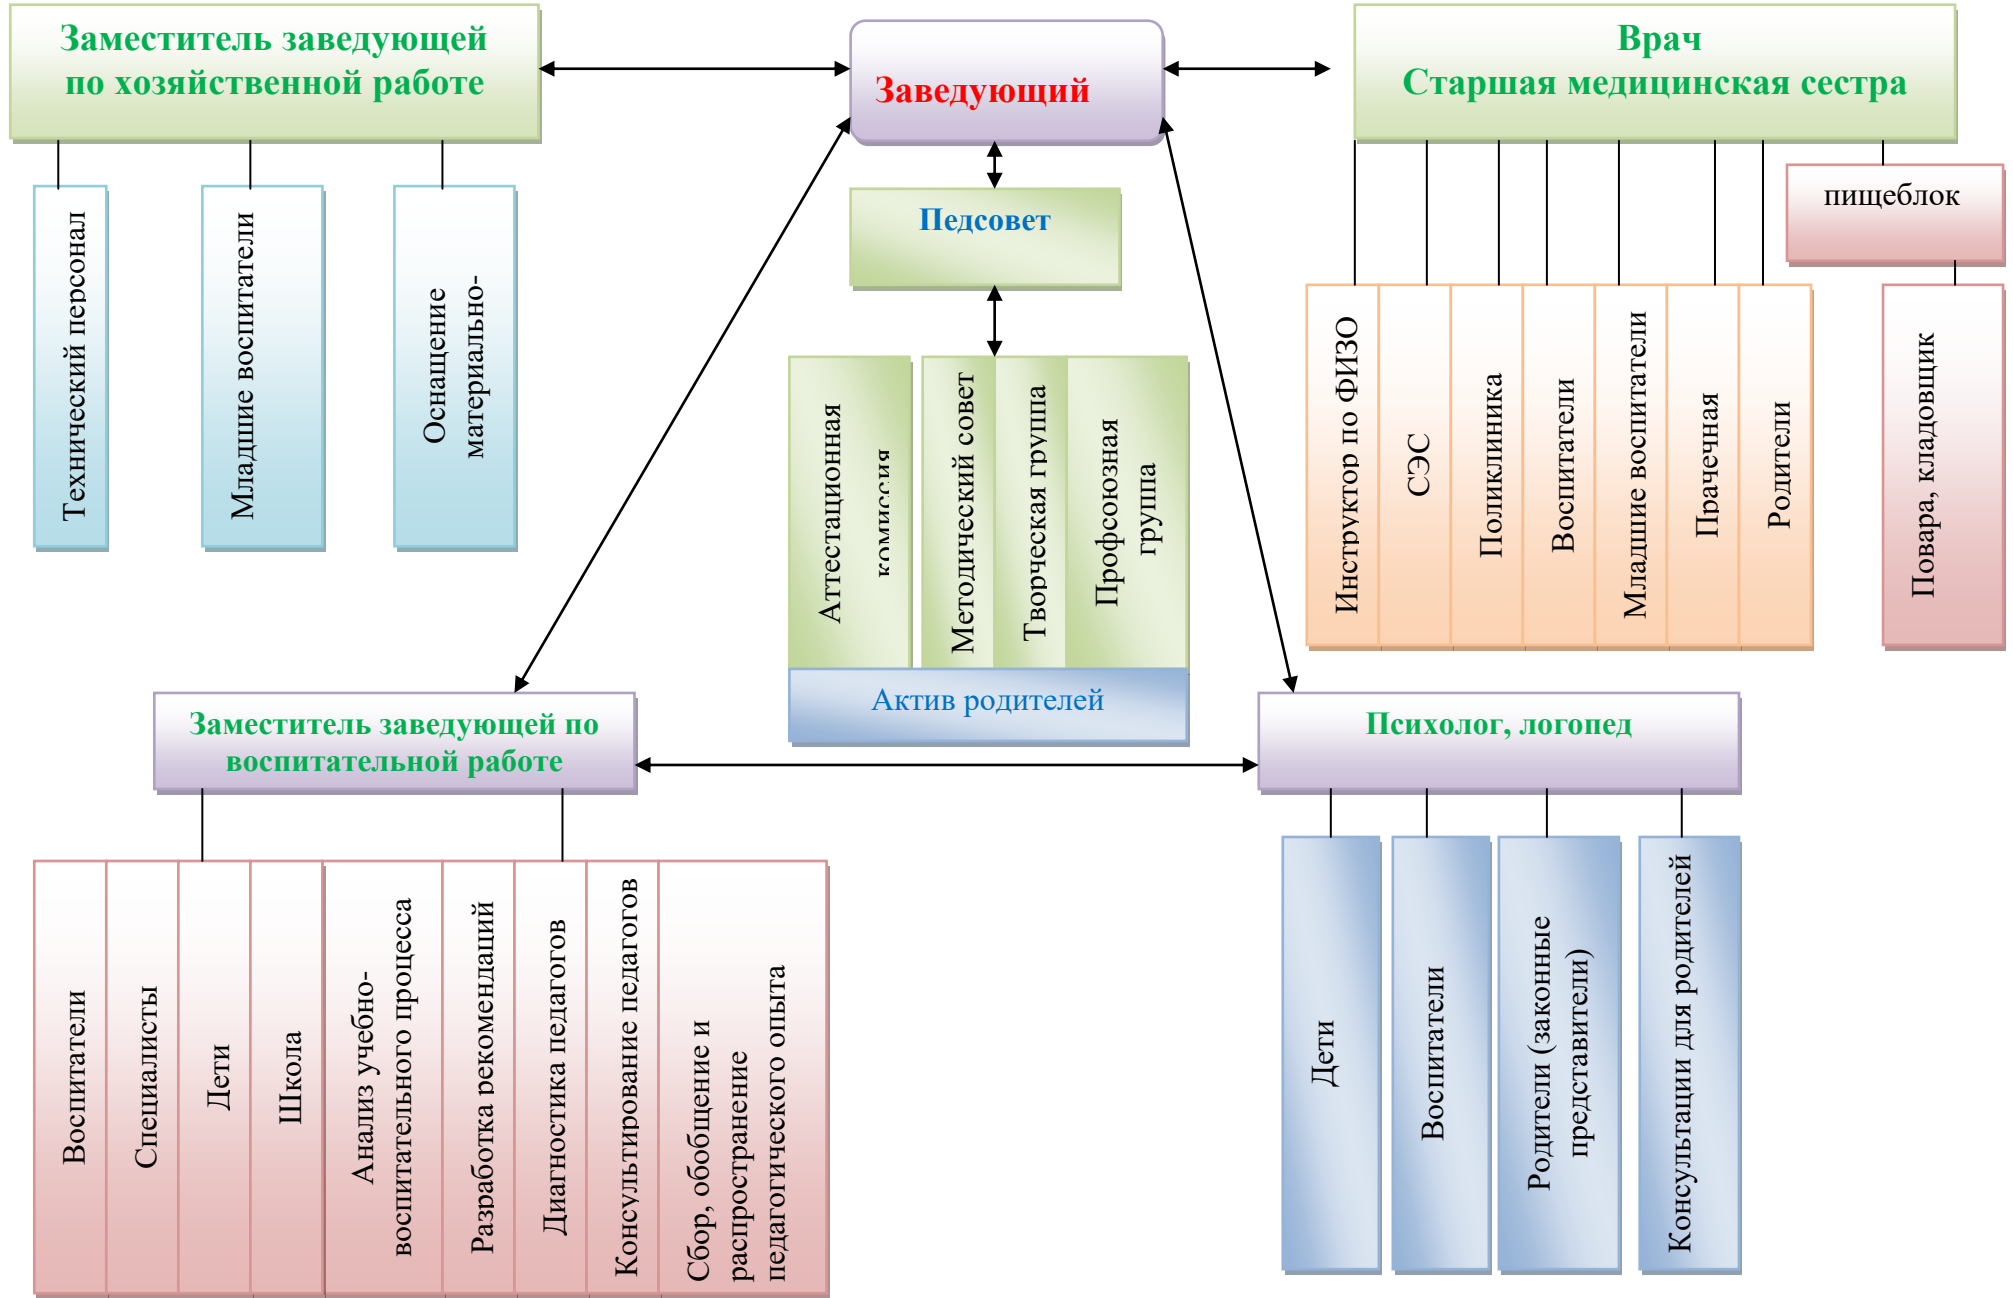 Заместитель заведующей
по хозяйственной работе
Заведующий
Врач
Старшая медицинская сестра
Технический персонал
Младшие воспитатели
Оснащение
материально-
Педсовет
Аттестационная
комиссия
Методический совет
Творческая группа
Профсоюзная
группа
Актив родителей
Инструктор по ФИЗО
СЭС
Поликлиника
Воспитатели
Младшие воспитатели
Прачечная
Родители
пищеблок
Повара, кладовщик
Заместитель заведующей по
воспитательной работе
Психолог, логопед
Воспитатели
Специалисты
Дети
Школа
Анализ учебно-
воспитательного процесса
Разработка рекомендаций
Диагностика педагогов
Консультирование педагогов
Сбор, обобщение и
распространение
педагогического опыта
Дети
Воспитатели
Родители (законные
представители)
Консультации для родителей